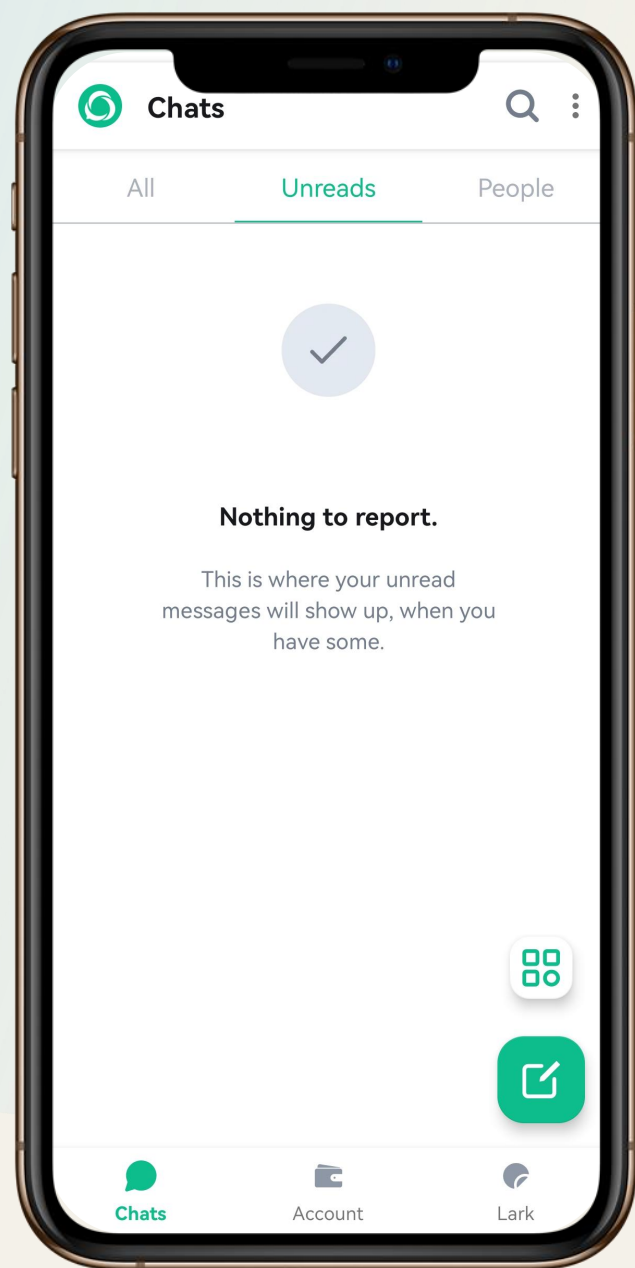 Chats
All Unreads People
Nothing to report.
This is where your unread
messages will show up, when you
have some.
Chats Account Lark